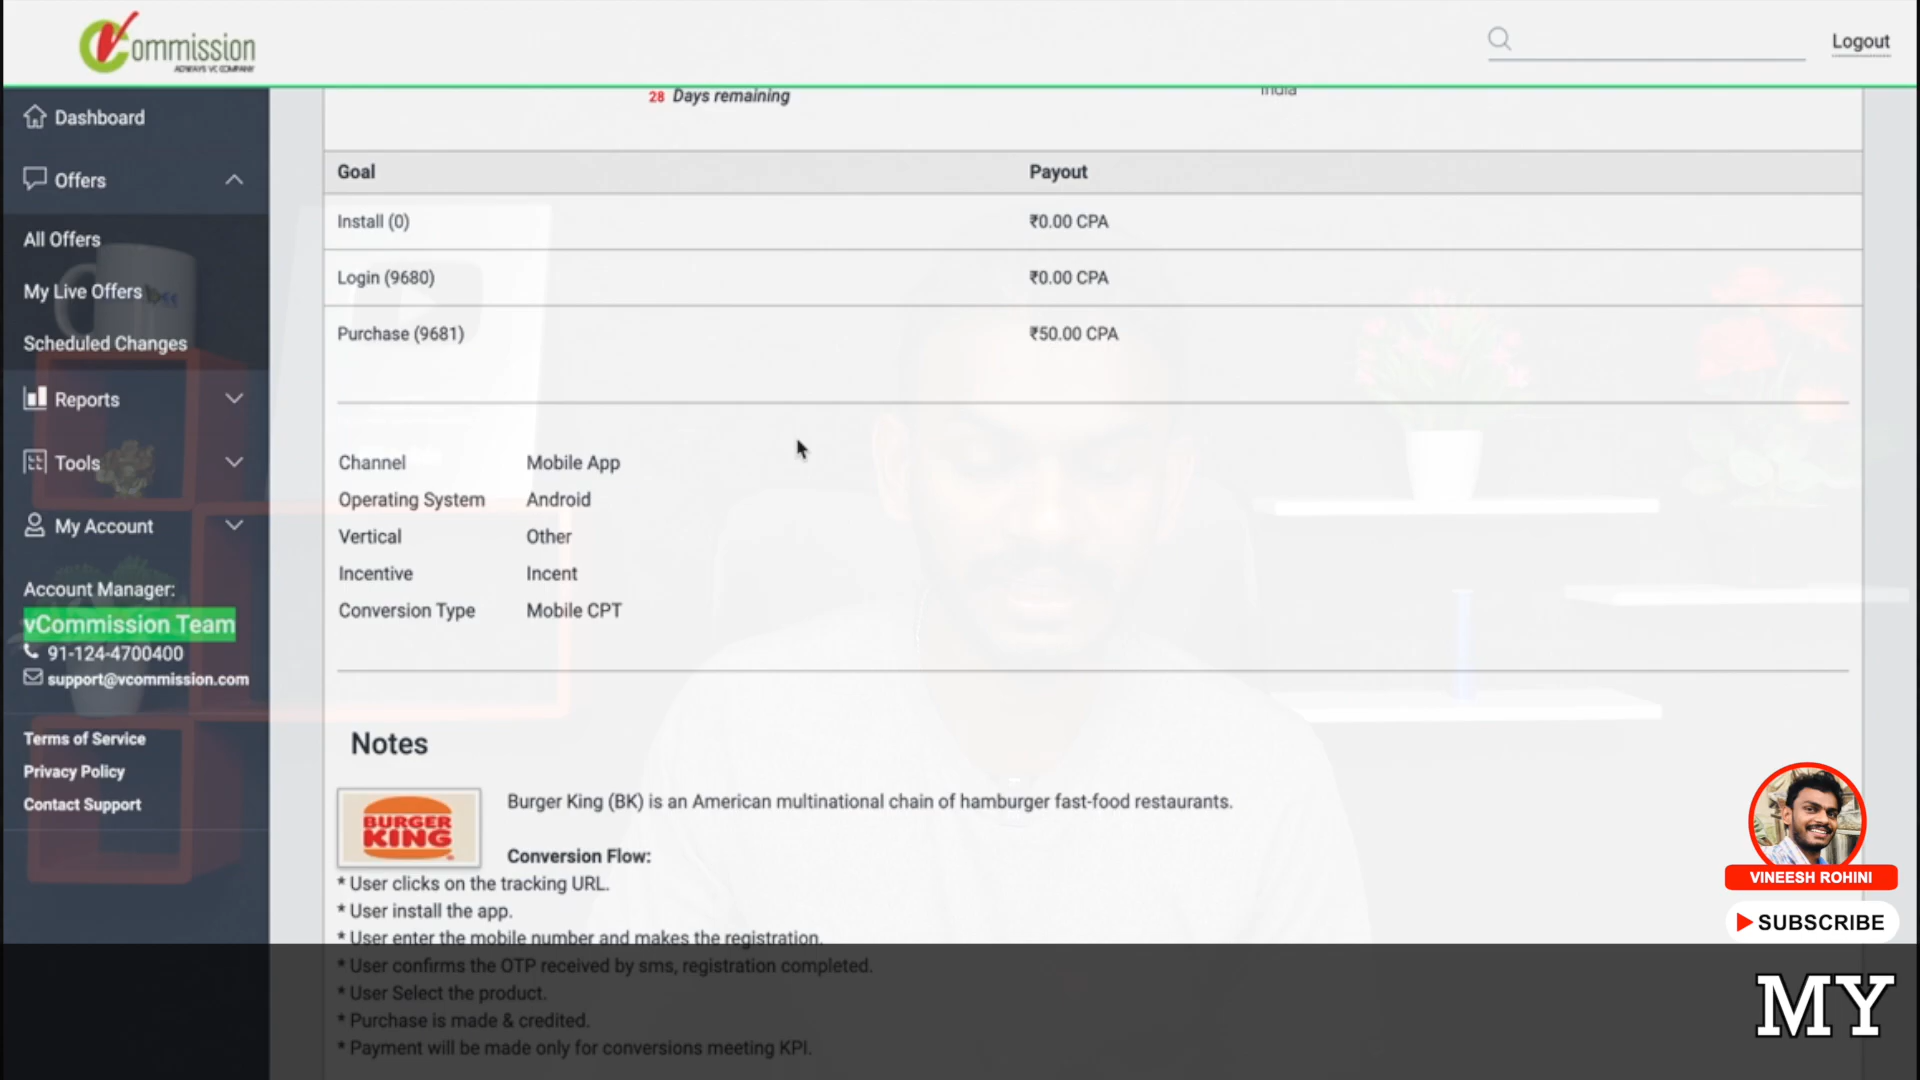 Commission
ADWAYS VC COMPANY
Logout
Dashboard
Offers
All Offers
My Live Offers
Scheduled Changes
Reports
Tools
My Account
Account Manager:
vCommission Team
91-124-4700400
support@vcommission.com
Terms of Service
Privacy Policy
Contact Support
28 Days remaining
India
Goal Payout
Install (0) ₹0.00 CPA
Login (9680) ₹0.00 CPA
Purchase (9681) ₹50.00 CPA
Channel Mobile App
Operating System Android
Vertical Other
Incentive Incent
Conversion Type Mobile CPT
Notes
BURGER
KING
Burger King (BK) is an American multinational chain of hamburger fast-food restaurants.
Conversion Flow:
* User clicks on the tracking URL.
* User install the app.
* User enter the mobile number and makes the registration.
* User confirms the OTP received by sms, registration completed.
* User Select the product.
* Purchase is made & credited.
* Payment will be made only for conversions meeting KPI.
VINEESH ROHINI
SUBSCRIBE
MY